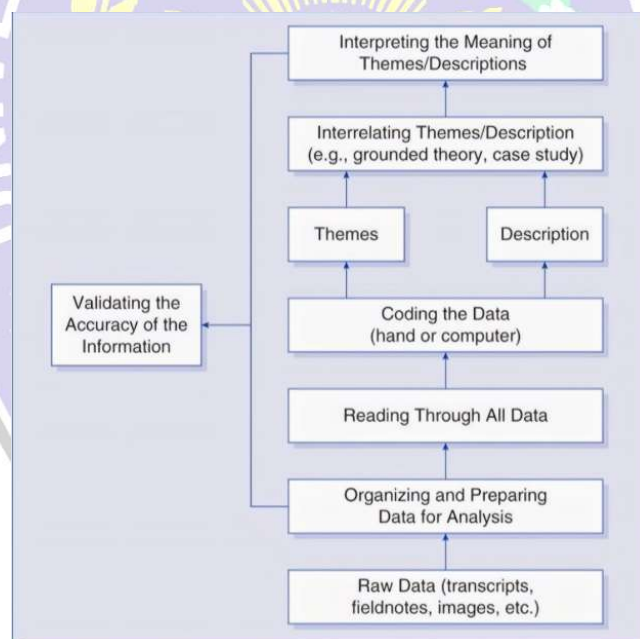 Interpreting the Meaning of
Themes/Descriptions
Interrelating Themes/Description
(e.g., grounded theory, case study)
Themes
Description
Validating the
Accuracy of the
Information
Coding the Data
(hand or computer)
Reading Through All Data
Organizing and Preparing
Data for Analysis
Raw Data (transcripts,
fieldnotes, images, etc.)